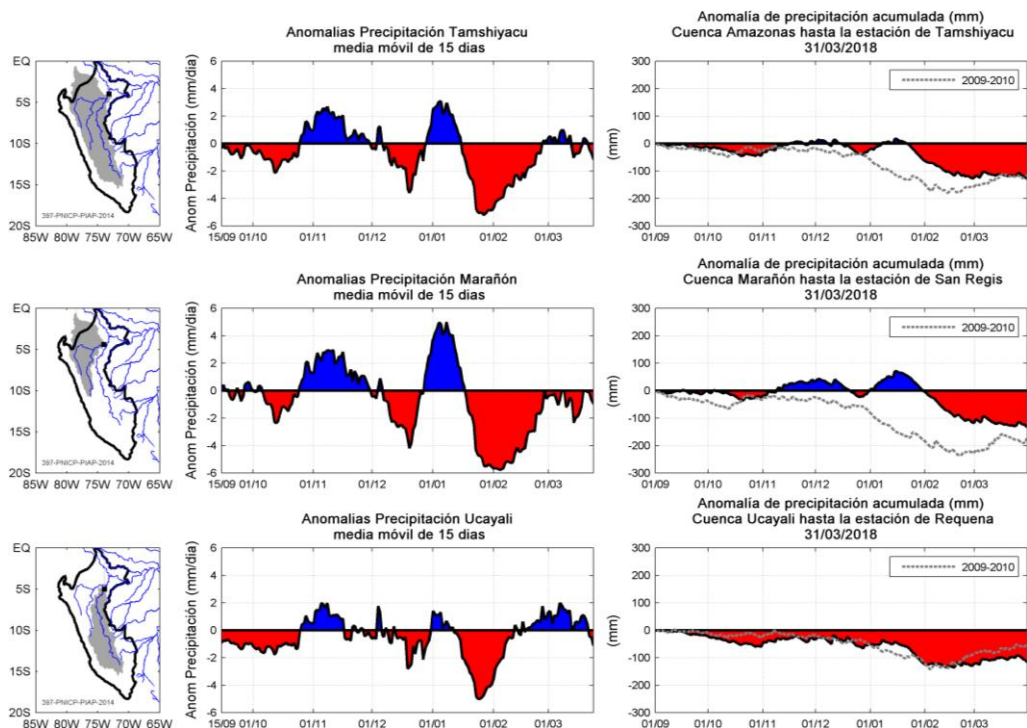 Anomalias Precipitación Tamshiyacu
media móvil de 15 dias
Anomalía de precipitación acumulada (mm)
Cuenca Amazonas hasta la estación de Tamshiyacu
31/03/2018
EQ
5S
10S
15S
20S
397-PNICP-PIAP-2014
85W 80W 75W 70W 65W
Anom Precipitación (mm/dia)
6
4
2
0
-2
-4
-6
15/09 01/10 01/11 01/12 01/01 01/02 01/03
(mm)
300
200
100
0
-100
-200
-300
2009-2010
01/09 01/10 01/11 01/12 01/01 01/02 01/03
Anomalias Precipitación Marañón
media móvil de 15 dias
Anomalía de precipitación acumulada (mm)
Cuenca Marañón hasta la estación de San Regis
31/03/2018
EQ
5S
10S
15S
20S
397-PNICP-PIAP-2014
85W 80W 75W 70W 65W
Anom Precipitación (mm/dia)
6
4
2
0
-2
-4
-6
15/09 01/10 01/11 01/12 01/01 01/02 01/03
(mm)
300
200
100
0
-100
-200
-300
2009-2010
01/09 01/10 01/11 01/12 01/01 01/02 01/03
Anomalias Precipitación Ucayali
media móvil de 15 dias
Anomalía de precipitación acumulada (mm)
Cuenca Ucayali hasta la estación de Requena
31/03/2018
EQ
5S
10S
15S
20S
397-PNICP-PIAP-2014
85W 80W 75W 70W 65W
Anom Precipitación (mm/dia)
6
4
2
0
-2
-4
-6
15/09 01/10 01/11 01/12 01/01 01/02 01/03
(mm)
300
200
100
0
-100
-200
-300
2009-2010
01/09 01/10 01/11 01/12 01/01 01/02 01/03